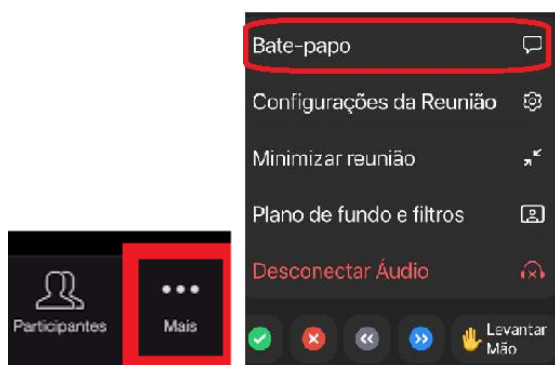 Participantes
Mais
Bate-papo
Configurações da Reunião
Minimizar reunião
Plano de fundo e filtros
Desconectar Áudio
Levantar
Mão